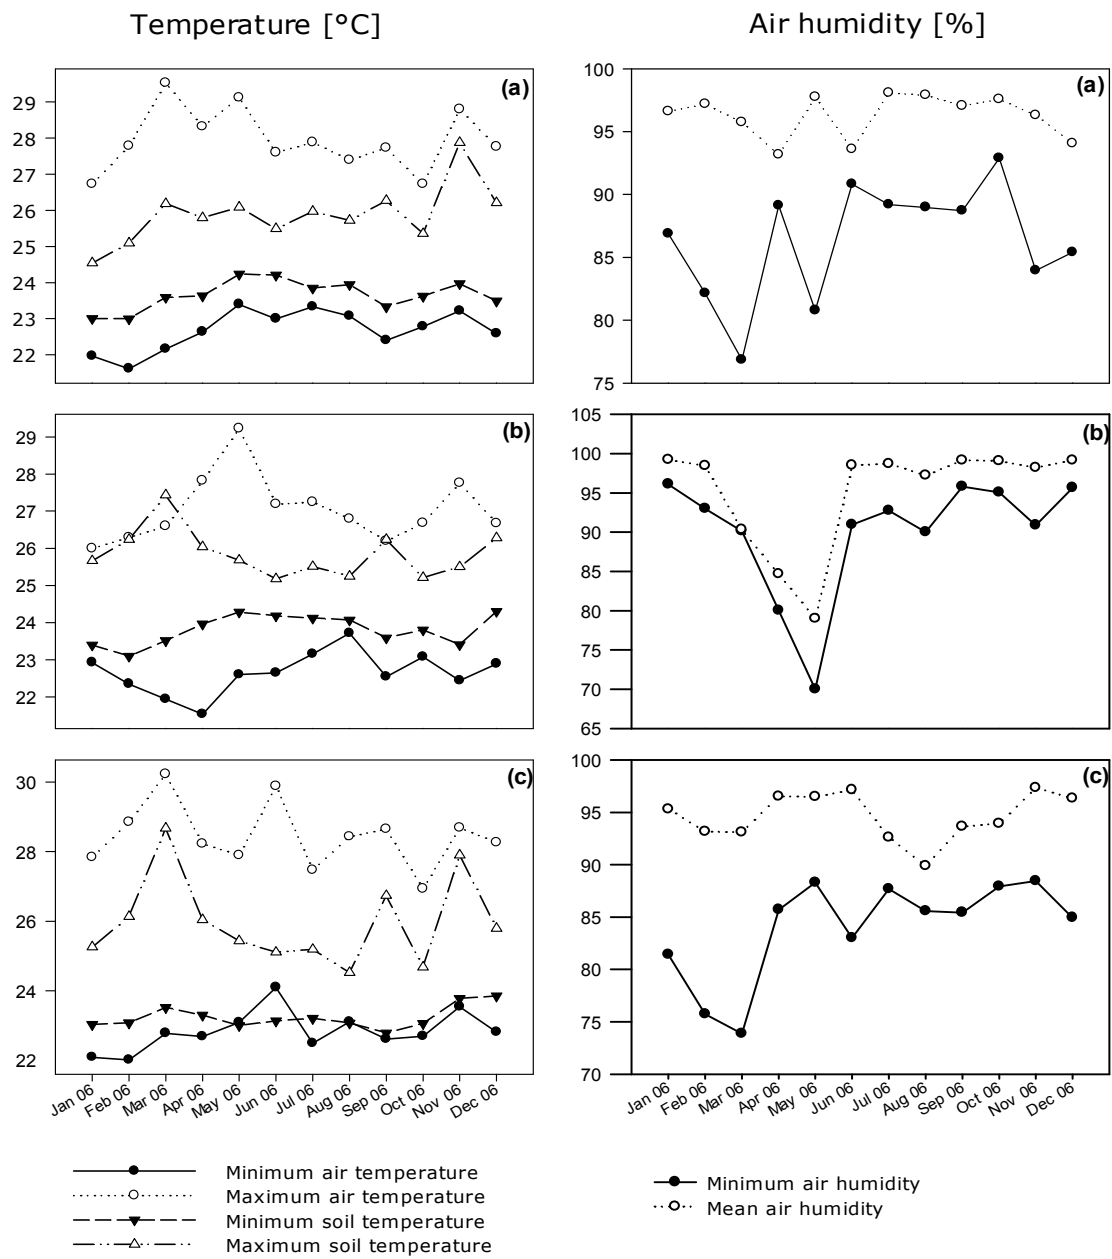 Temperature [°C]
Air humidity [%]
(a)
29
28
27
26
25
24
23
22
(a)
100
95
90
85
80
75
(b)
29
28
27
26
25
24
23
22
(b)
105
100
95
90
85
80
75
70
65
(c)
30
28
26
24
22
Jan 06
Feb 06
Mar 06
Apr 06
May 06
Jun 06
Jul 06
Aug 06
Sep 06
Oct 06
Nov 06
Dec 06
(c)
100
95
90
85
80
75
70
Jan 06
Feb 06
Mar 06
Apr 06
May 06
Jun 06
Jul 06
Aug 06
Sep 06
Oct 06
Nov 06
Dec 06
Minimum air temperature
Maximum air temperature
Minimum soil temperature
Maximum soil temperature
Minimum air humidity
Mean air humidity